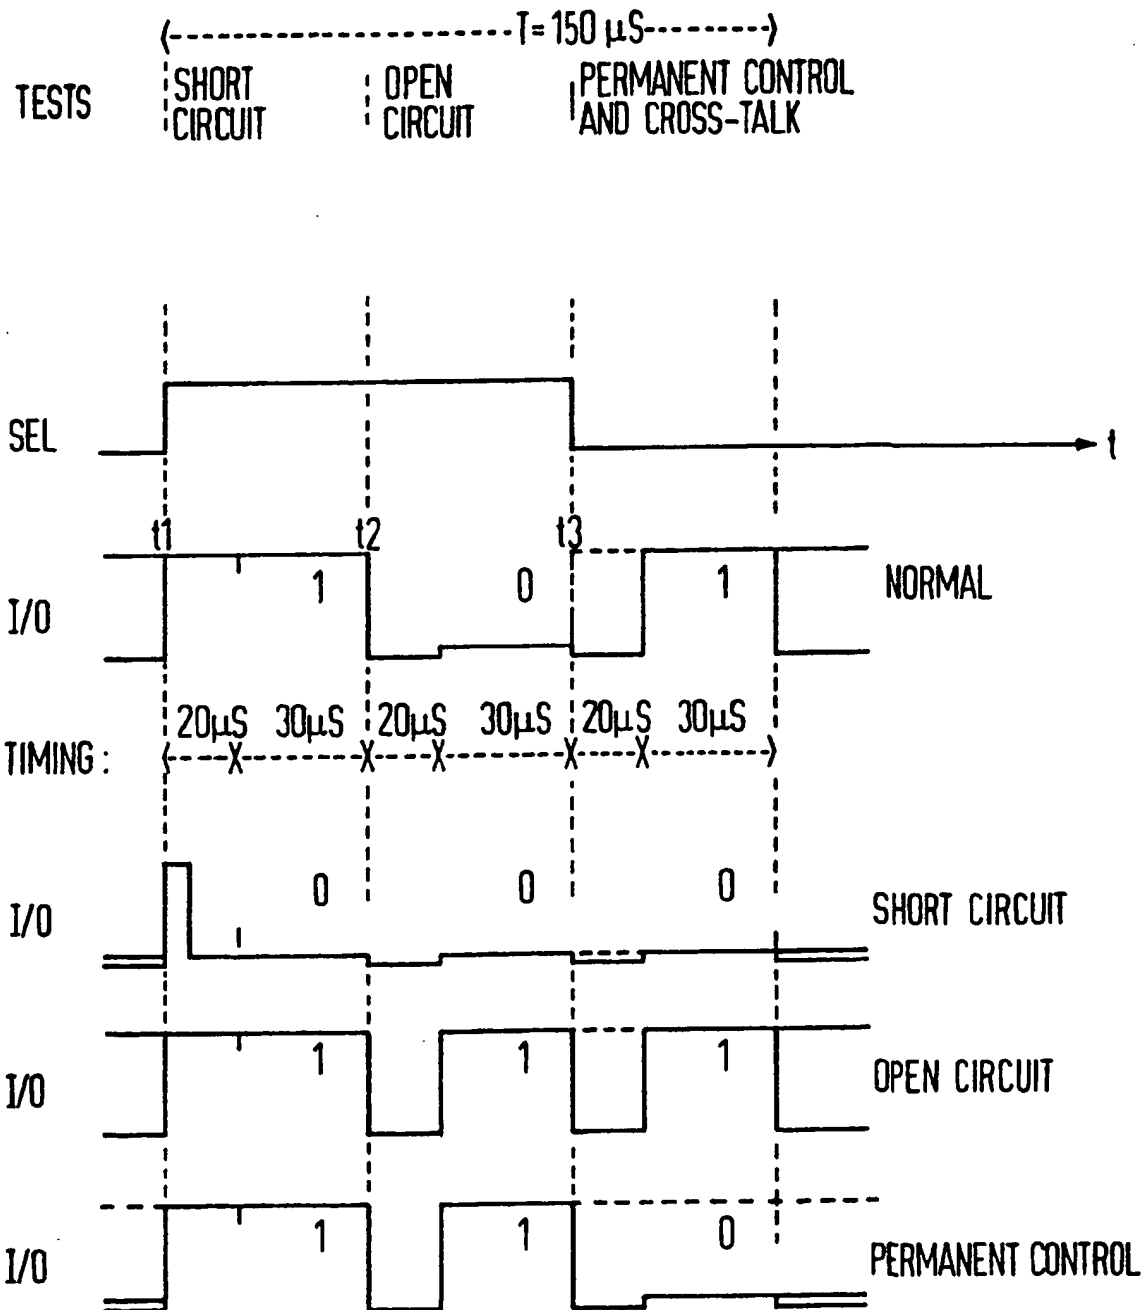 T=150 μS
TESTS
SHORT CIRCUIT
OPEN CIRCUIT
PERMANENT CONTROL AND CROSS-TALK
SEL
t
t1 t2 t3
I/O 1 0 1 NORMAL
20μS 30μS 20μS 30μS 20μS 30μS
TIMING :
I/O 0 0 0 SHORT CIRCUIT
I/O 1 1 1 OPEN CIRCUIT
I/O 1 1 0 PERMANENT CONTROL